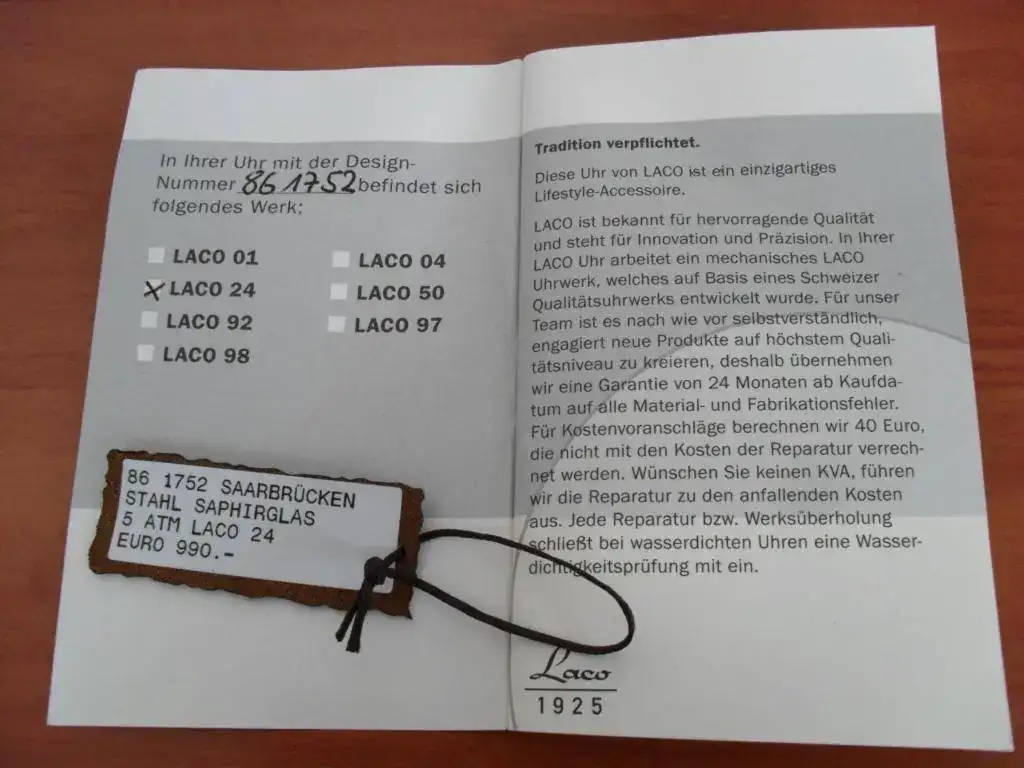 In Ihrer Uhr mit der Design-
Nummer 861752 befindet sich
folgendes Werk:
LACO 01
LACO 04
LACO 24
LACO 50
LACO 92
LACO 97
LACO 98
86 1752 SAARBRÜCKEN
STAHL SAPHIRGLAS
5 ATM LACO 24
EURO 990.-
Tradition verpflichtet.
Diese Uhr von LACO ist ein einzigartiges
Lifestyle-Accessoire.
LACO ist bekannt für hervorragende Qualität
und steht für Innovation und Präzision. In Ihrer
LACO Uhr arbeitet ein mechanisches LACO
Uhrwerk, welches auf Basis eines Schweizer
Qualitätsuhrwerks entwickelt wurde. Für unser
Team ist es nach wie vor selbstverständlich,
engagiert neue Produkte auf höchstem Quali-
tätsniveau zu kreieren, deshalb übernehmen
wir eine Garantie von 24 Monaten ab Kaufda-
tum auf alle Material- und Fabrikationsfehler.
Für Kostenvoranschläge berechnen wir 40 Euro,
die nicht mit den Kosten der Reparatur verrech-
net werden. Wünschen Sie keinen KVA, führen
wir die Reparatur zu den anfallenden Kosten
aus. Jede Reparatur bzw. Werksüberholung
schließt bei wasserdichten Uhren eine Wasser-
dichtigkeitsprüfung mit ein.
Laco
1925